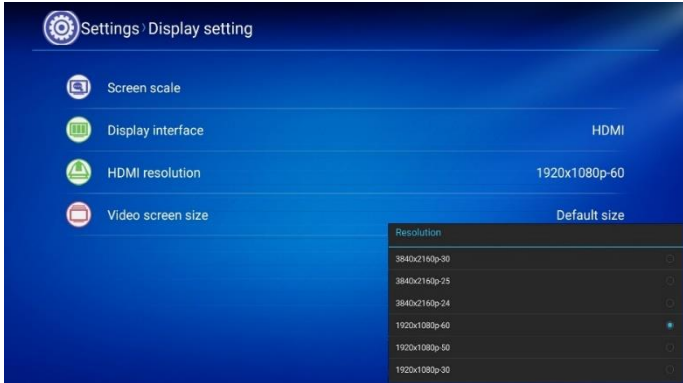 Settings › Display setting
Screen scale
Display interface HDMI
HDMI resolution 1920x1080p-60
Video screen size Default size
Resolution
3840x2160p-30
3840x2160p-25
3840x2160p-24
1920x1080p-60
1920x1080p-50
1920x1080p-30